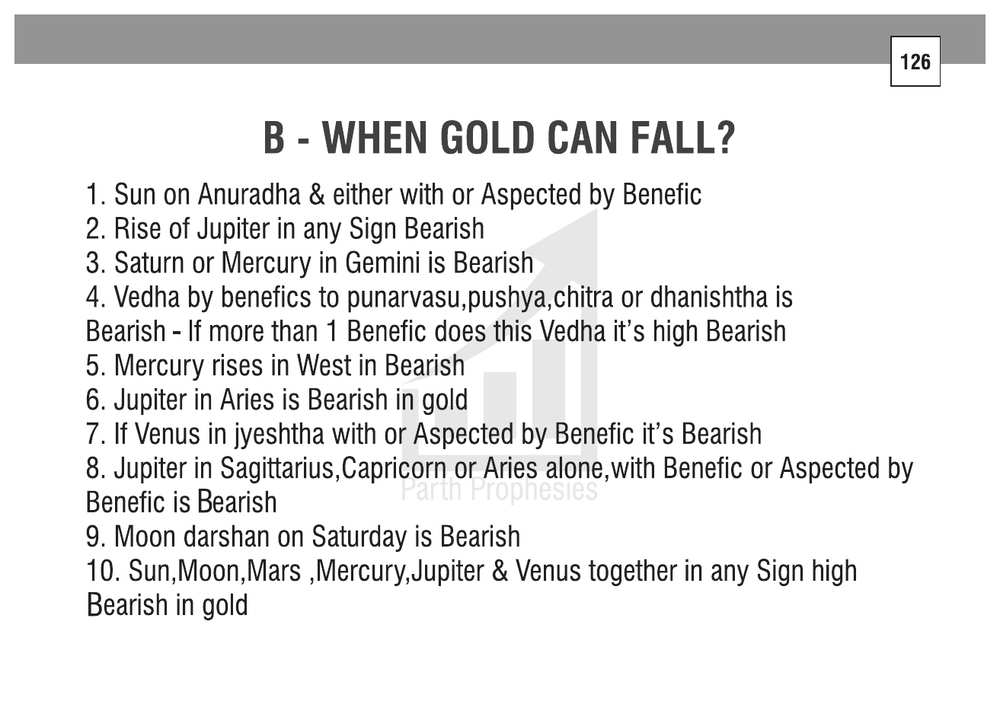 126
B - WHEN GOLD CAN FALL?
1. Sun on Anuradha & either with or Aspected by Benefic
2. Rise of Jupiter in any Sign Bearish
3. Saturn or Mercury in Gemini is Bearish
4. Vedha by benefics to punarvasu,pushya,chitra or dhanishtha is
Bearish - If more than 1 Benefic does this Vedha it's high Bearish
5. Mercury rises in West in Bearish
6. Jupiter in Aries is Bearish in gold
7. If Venus in jyeshtha with or Aspected by Benefic it's Bearish
8. Jupiter in Sagittarius,Capricorn or Aries alone,with Benefic or Aspected by
Benefic is Bearish
Parth Prophesies
9. Moon darshan on Saturday is Bearish
10. Sun,Moon,Mars ,Mercury,Jupiter & Venus together in any Sign high
Bearish in gold